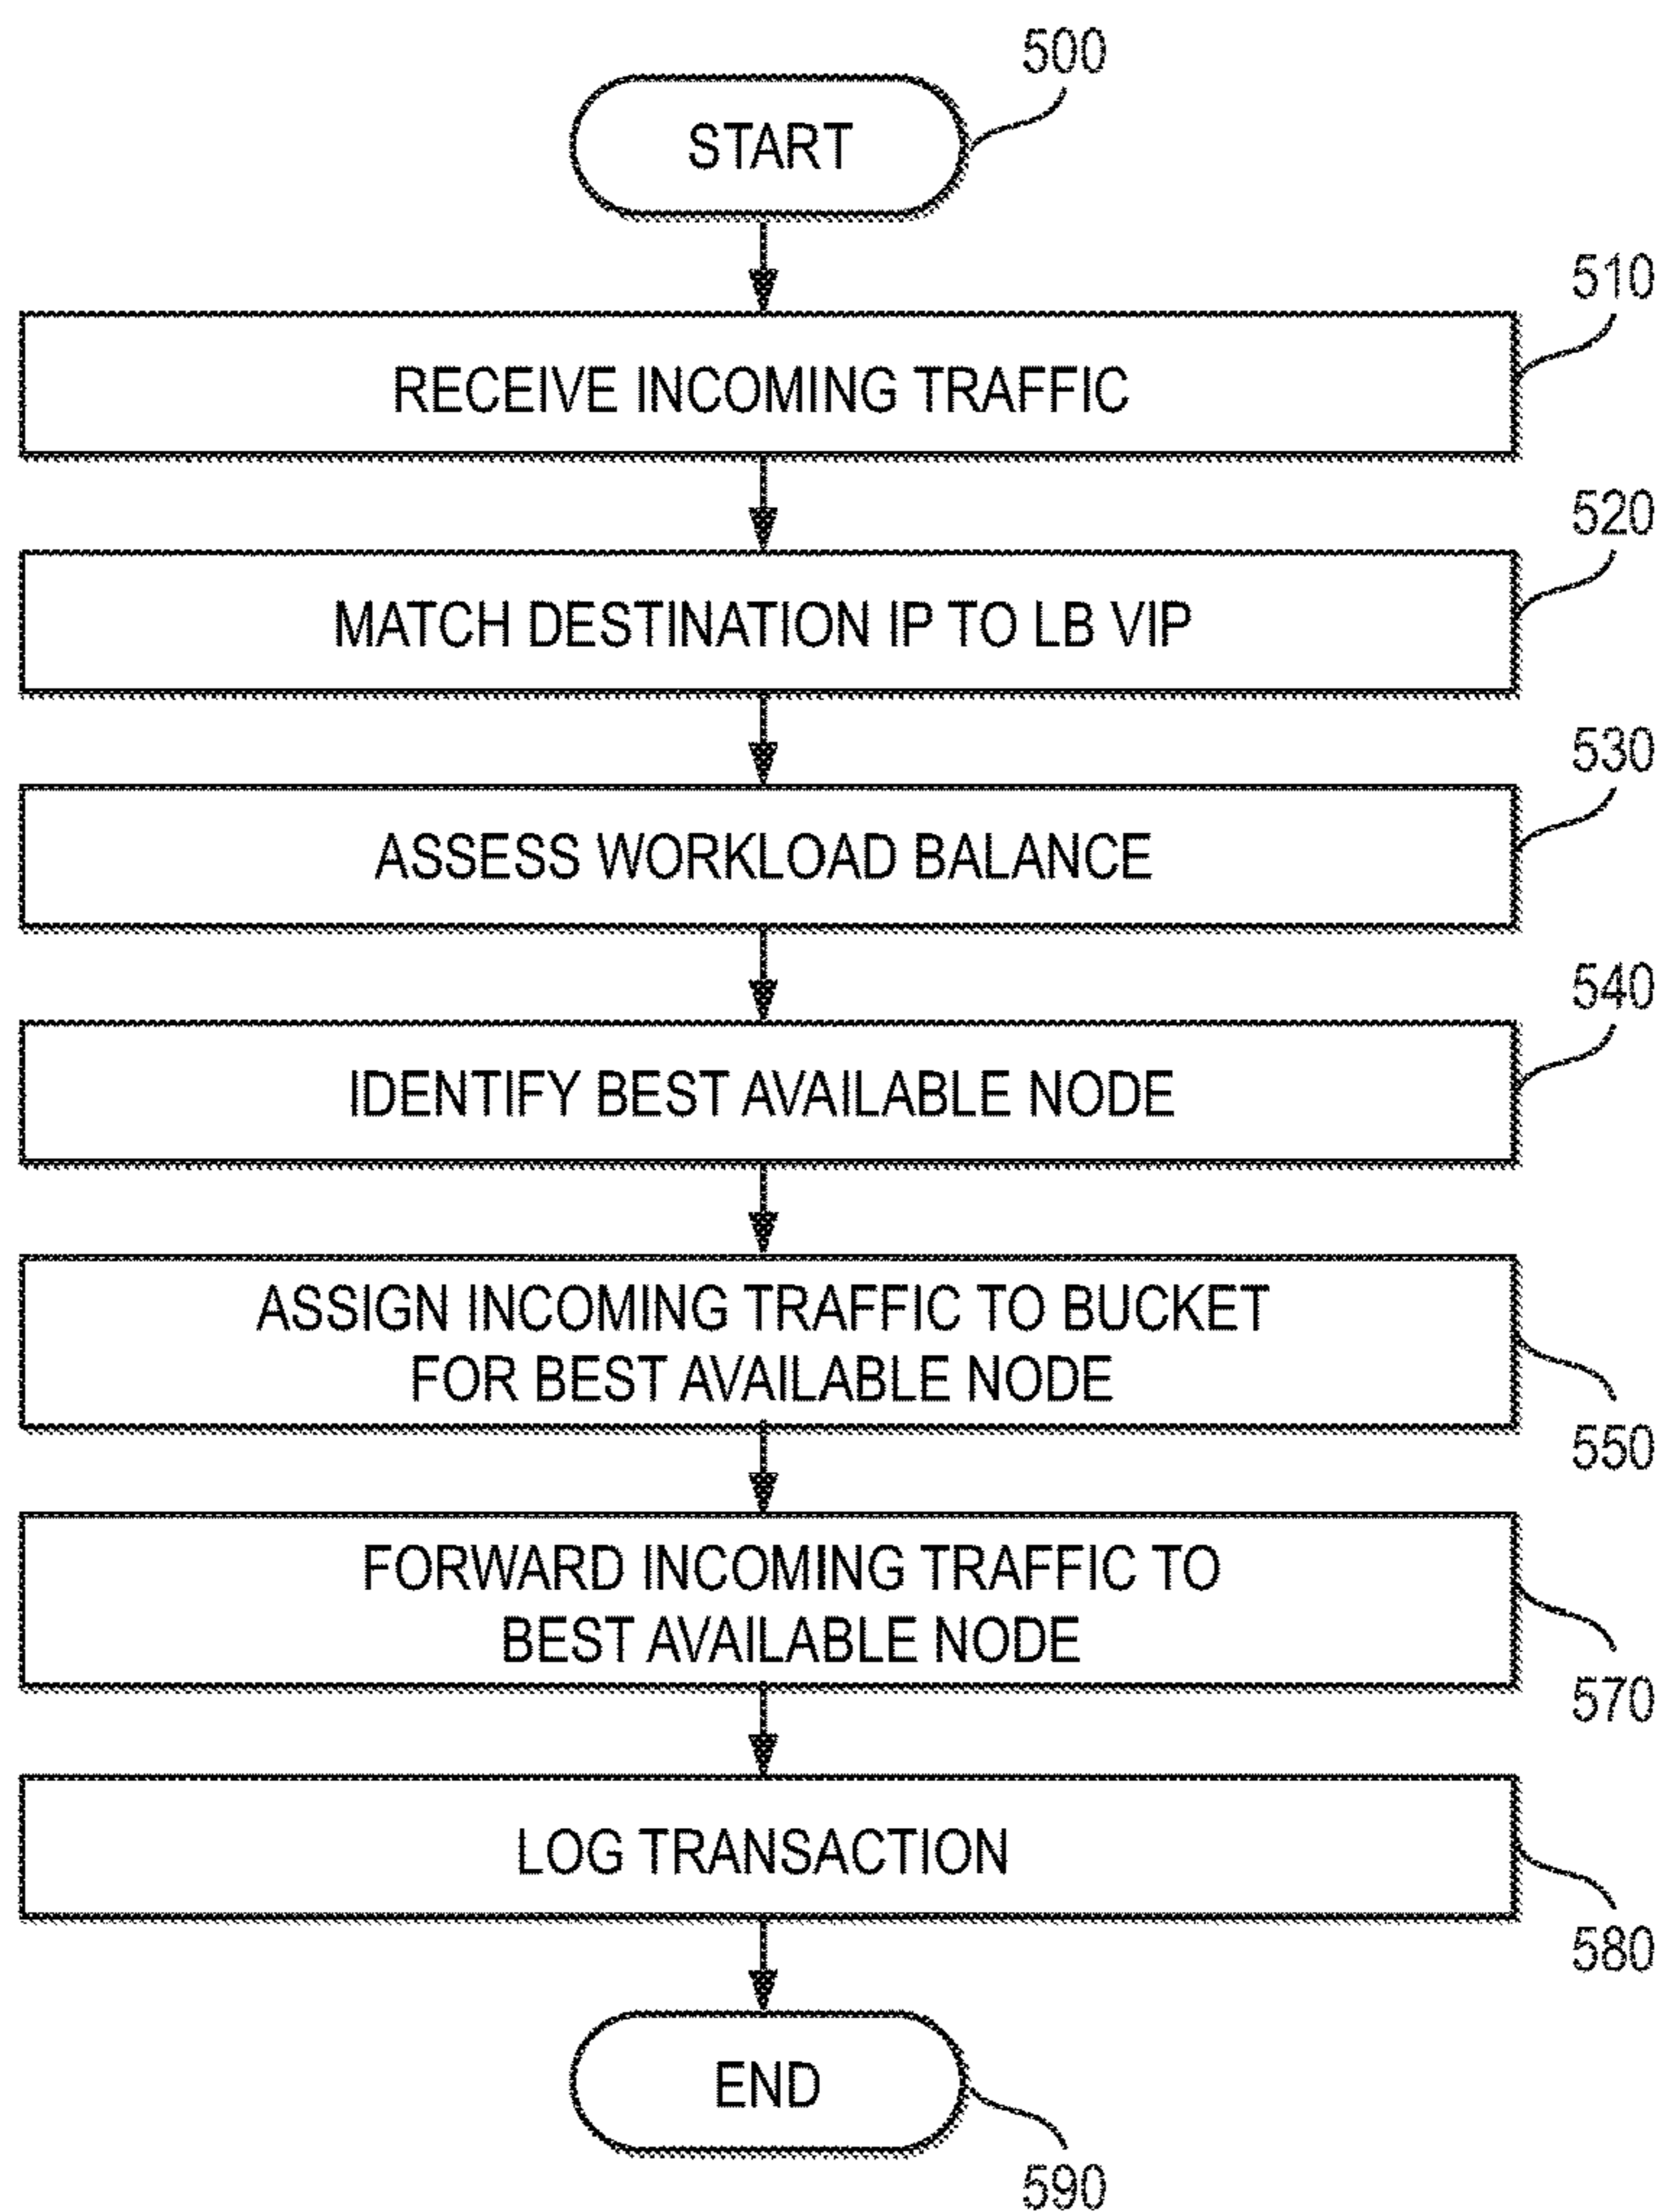 500
START
510
RECEIVE INCOMING TRAFFIC
520
MATCH DESTINATION IP TO LB VIP
530
ASSESS WORKLOAD BALANCE
540
IDENTIFY BEST AVAILABLE NODE
ASSIGN INCOMING TRAFFIC TO BUCKET
FOR BEST AVAILABLE NODE
550
FORWARD INCOMING TRAFFIC TO
BEST AVAILABLE NODE
570
LOG TRANSACTION
580
END
590